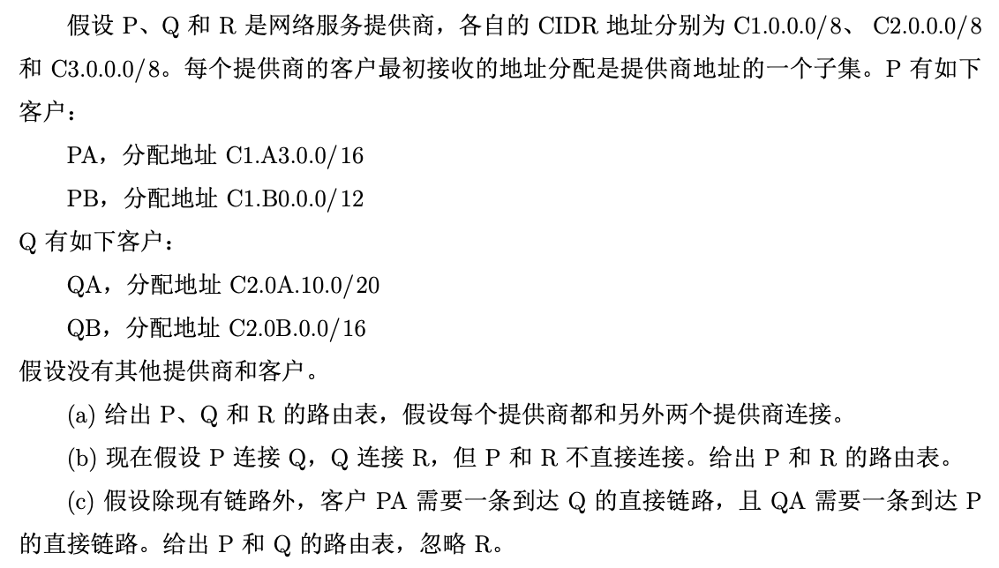 假设 P、Q 和 R 是网络服务提供商，各自的 CIDR 地址分别为 C1.0.0.0/8、 C2.0.0.0/8
和 C3.0.0.0/8。每个提供商的客户最初接收的地址分配是提供商地址的一个子集。P 有如下
客户：
PA，分配地址 C1.A3.0.0/16
PB，分配地址 C1.B0.0.0/12
Q 有如下客户：
QA，分配地址 C2.0A.10.0/20
QB，分配地址 C2.0B.0.0/16
假设没有其他提供商和客户。
(a) 给出 P、Q 和 R 的路由表，假设每个提供商都和另外两个提供商连接。
(b) 现在假设 P 连接 Q，Q 连接 R，但 P 和 R 不直接连接。给出 P 和 R 的路由表。
(c) 假设除现有链路外，客户 PA 需要一条到达 Q 的直接链路，且 QA 需要一条到达 P
的直接链路。给出 P 和 Q 的路由表，忽略 R。